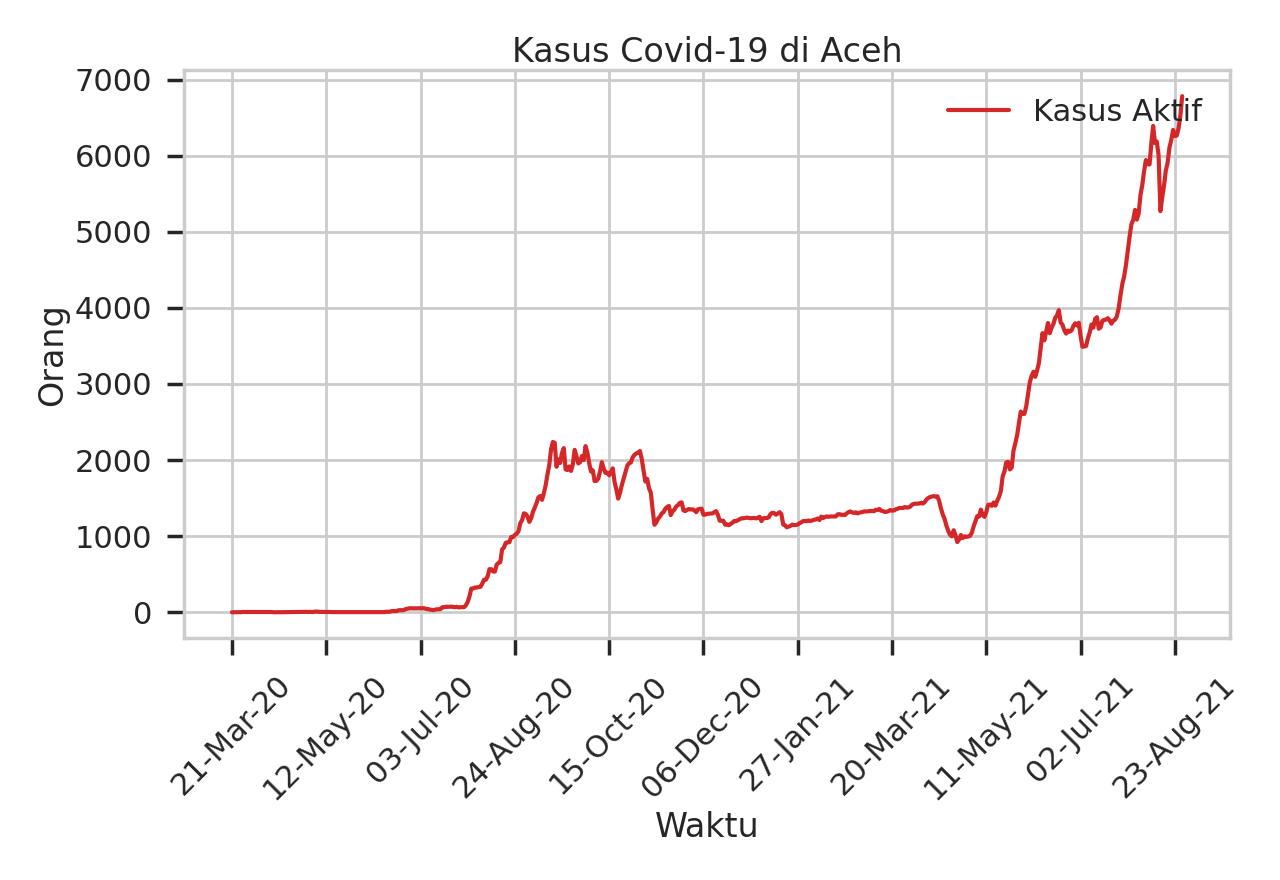 Kasus Covid-19 di Aceh
Kasus Aktif
7000
6000
5000
4000
3000
2000
1000
0
Orang
21-Mar-20
12-May-20
03-Jul-20
24-Aug-20
15-Oct-20
06-Dec-20
27-Jan-21
20-Mar-21
11-May-21
02-Jul-21
23-Aug-21
Waktu